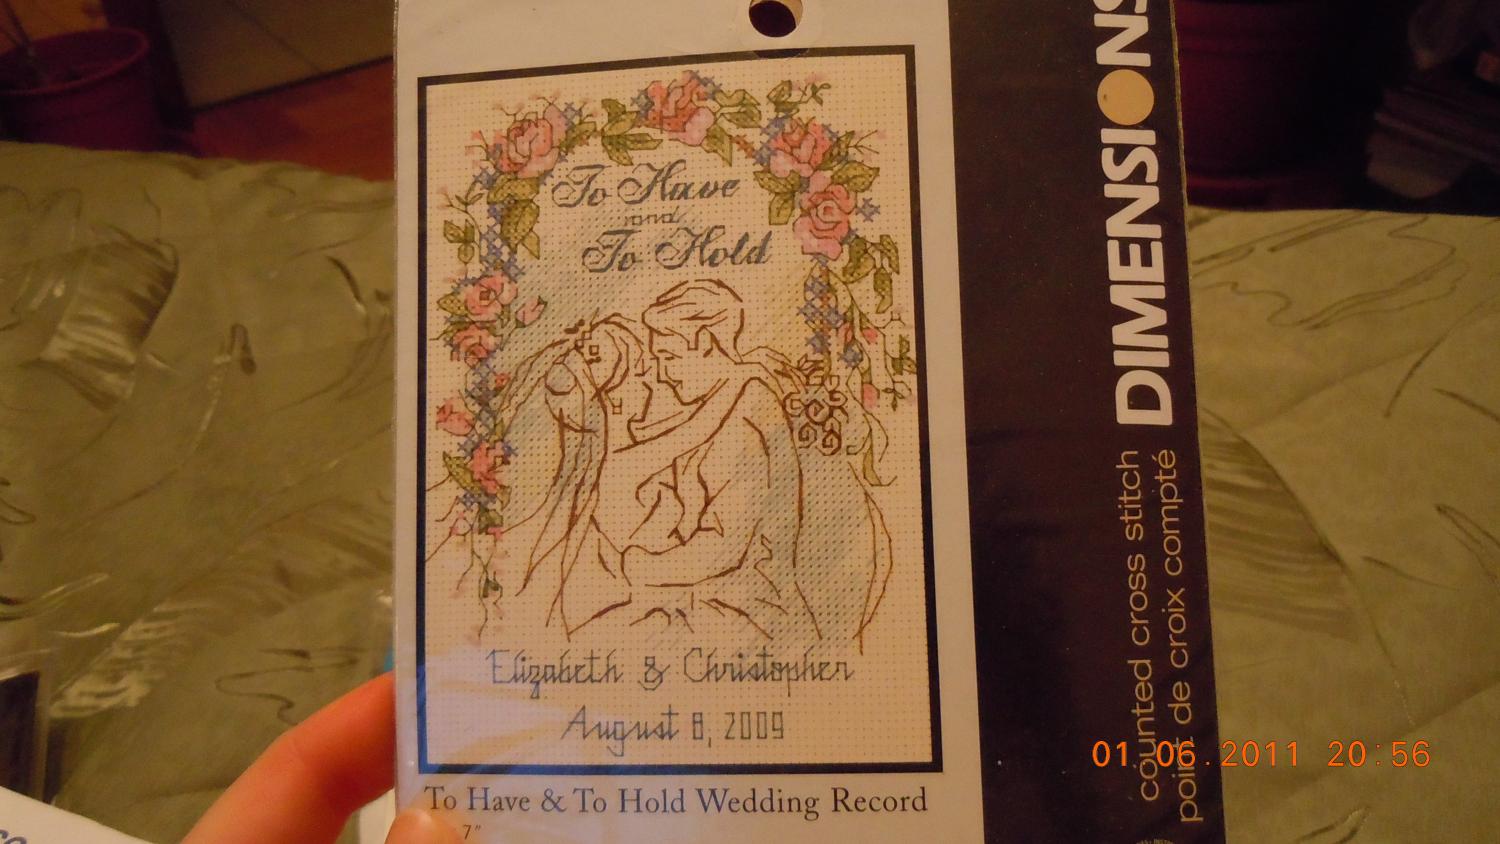 To Have
and
To Hold
Elizabeth & Christopher
August 8, 2009
To Have & To Hold Wedding Record
7"
DIMENSIONS
counted cross stitch
point de croix compté
01.06.2011 20:56